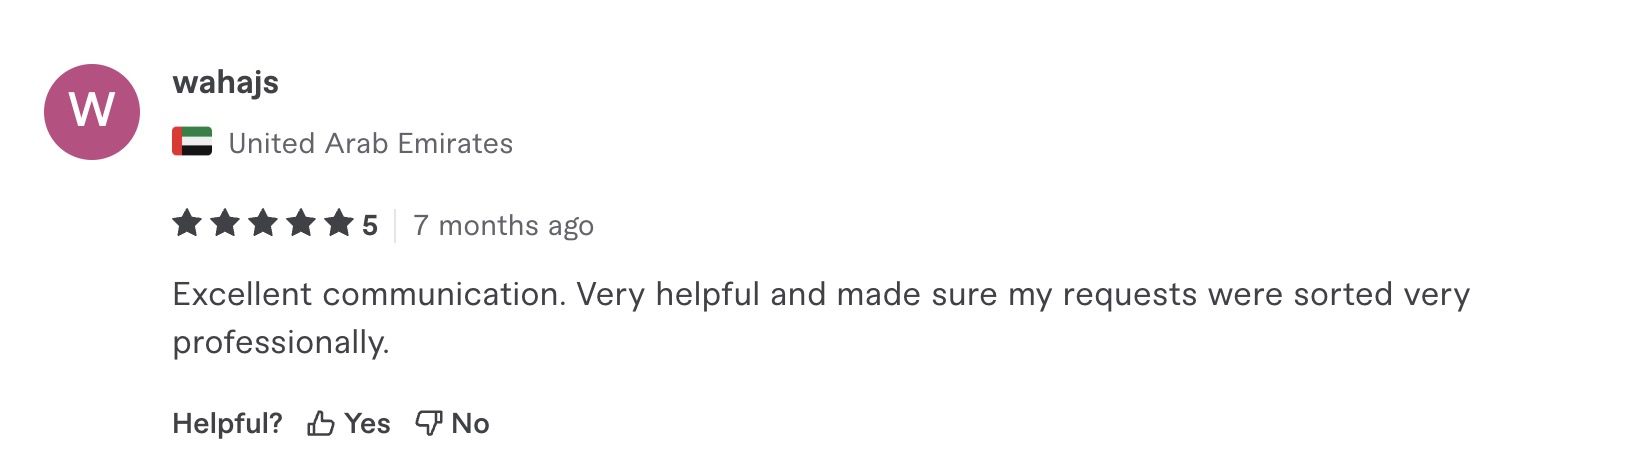 W
wahajs
United Arab Emirates
5
7 months ago
Excellent communication. Very helpful and made sure my requests were sorted very
professionally.
Helpful? Yes No